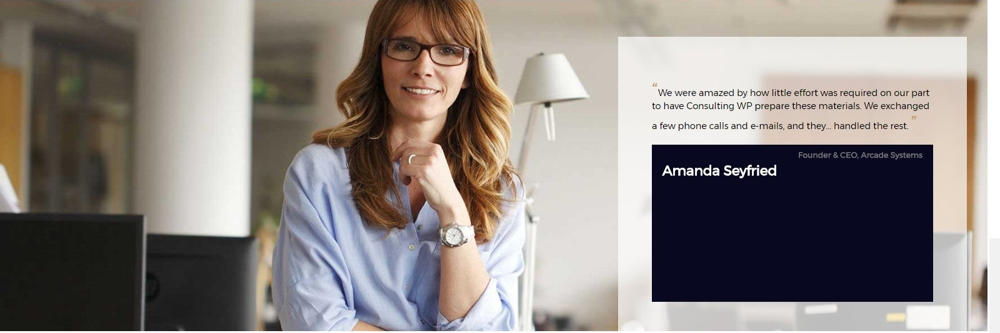 “We were amazed by how little effort was required on our part
to have Consulting WP prepare these materials. We exchanged
a few phone calls and e-mails, and they... handled the rest.”
Founder & CEO, Arcade Systems
Amanda Seyfried